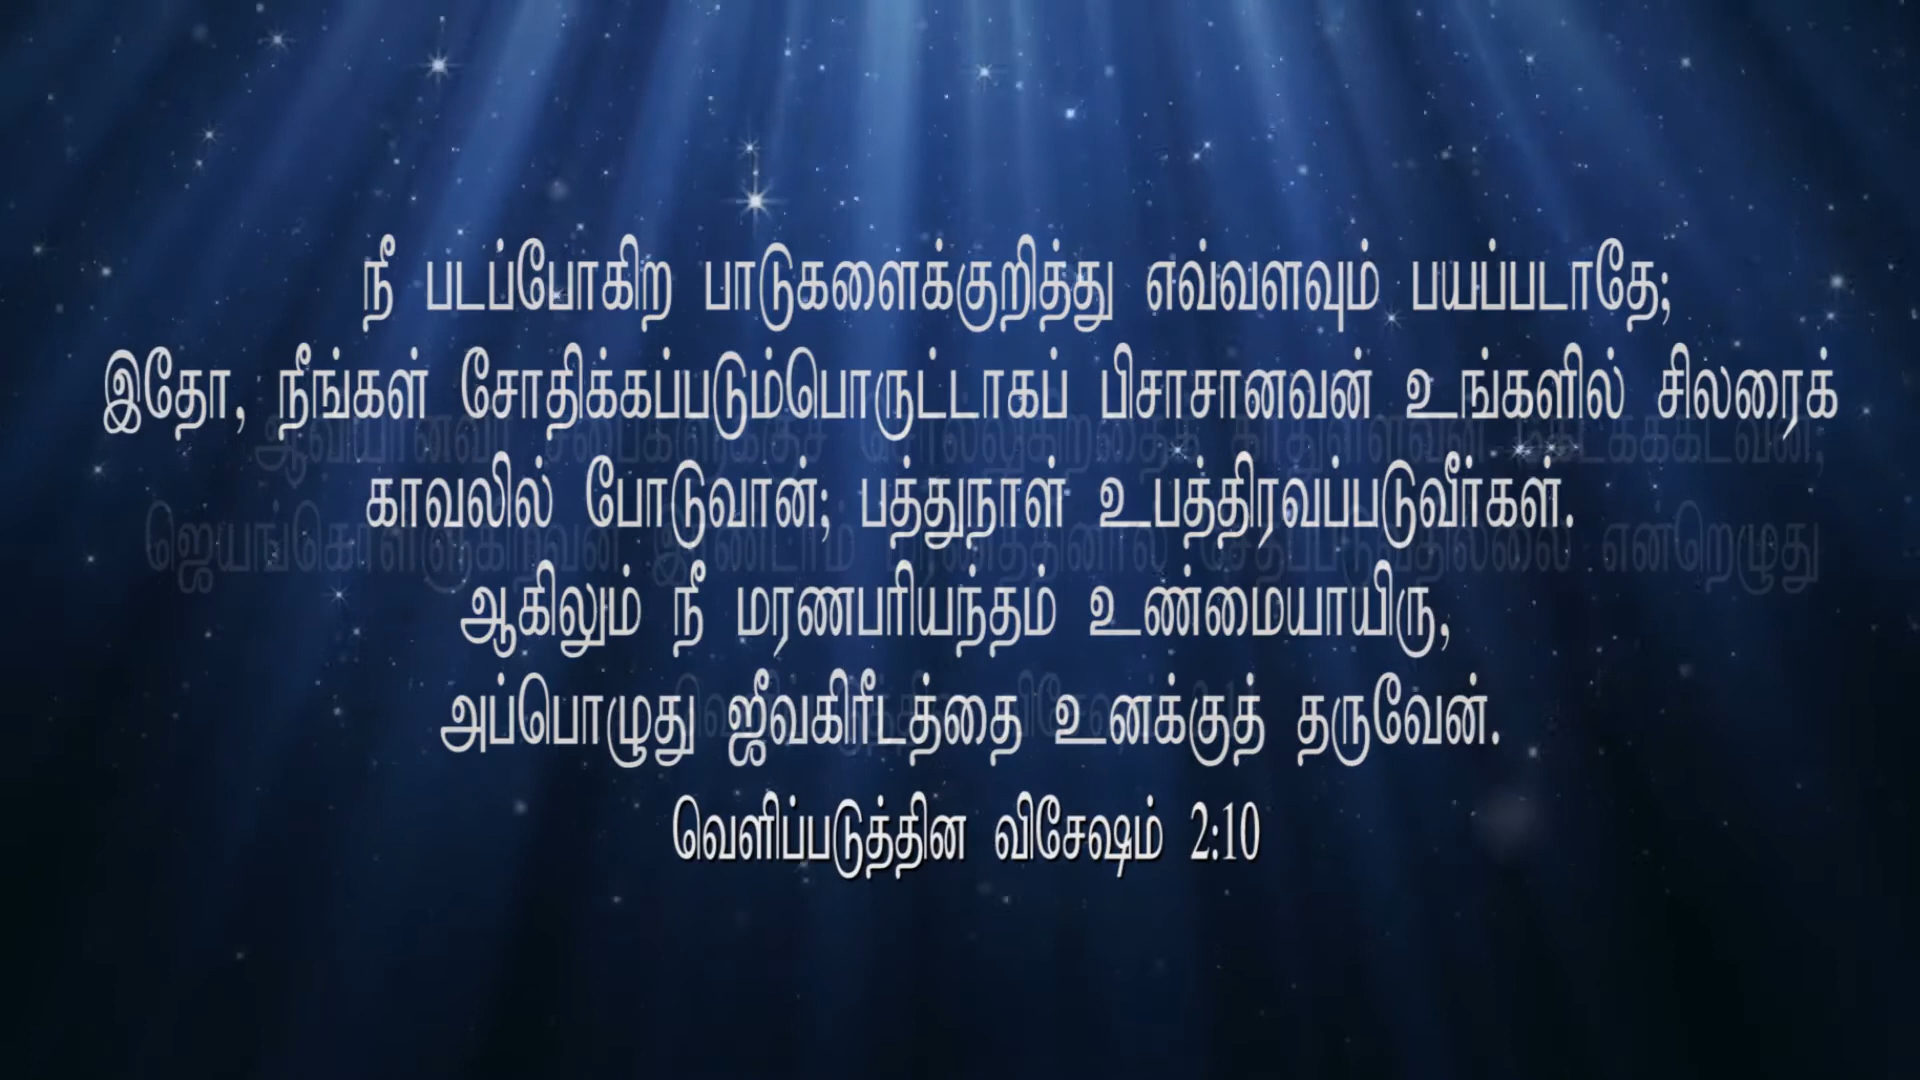 நீ படப்போகிற பாடுகளைக்குறித்து எவ்வளவும் பயப்படாதே;
இதோ, நீங்கள் சோதிக்கப்படும்பொருட்டாகப் பிசாசானவன் உங்களில் சிலரைக்
காவலில் போடுவான்; பத்துநாள் உபத்திரவப்படுவீர்கள்.
ஆகிலும் நீ மரணபரியந்தம் உண்மையாயிரு,
அப்பொழுது ஜீவகிரீடத்தை உனக்குத் தருவேன்.
வெளிப்படுத்தின விசேஷம் 2:10